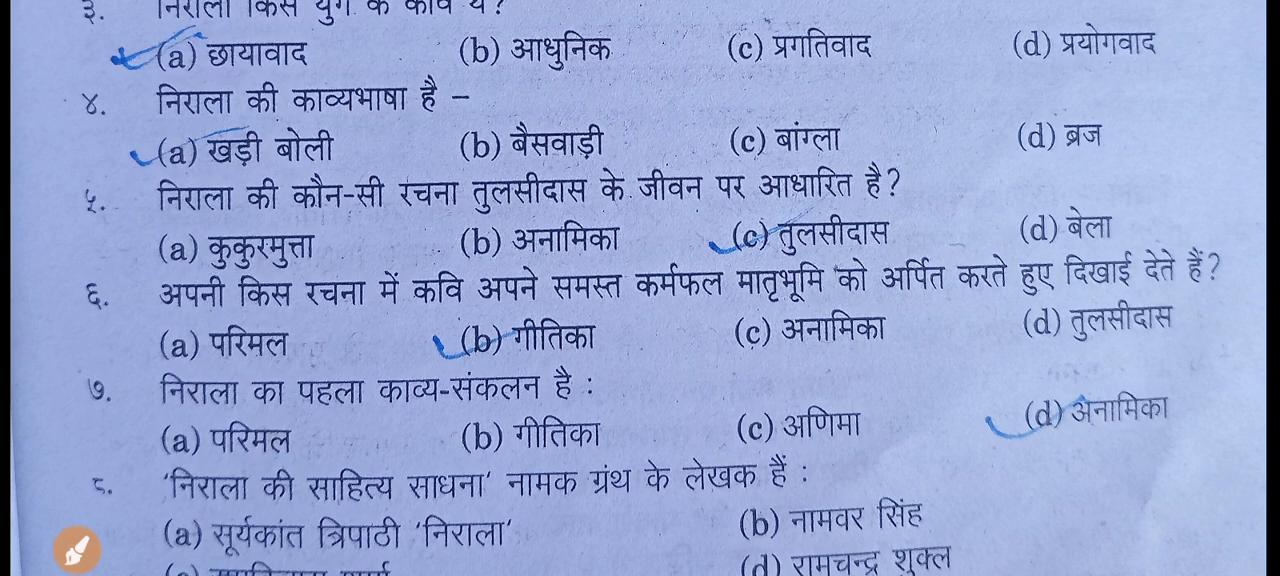 ३. निराला किस युग के कवि थे?
(a) छायावाद (b) आधुनिक (c) प्रगतिवाद (d) प्रयोगवाद
४. निराला की काव्यभाषा है –
(a) खड़ी बोली (b) बैसवाड़ी (c) बांग्ला (d) ब्रज
५. निराला की कौन-सी रचना तुलसीदास के जीवन पर आधारित है?
(a) कुकुरमुत्ता (b) अनामिका (c) तुलसीदास (d) बेला
६. अपनी किस रचना में कवि अपने समस्त कर्मफल मातृभूमि को अर्पित करते हुए दिखाई देते हैं?
(a) परिमल (b) गीतिका (c) अनामिका (d) तुलसीदास
७. निराला का पहला काव्य-संकलन है :
(a) परिमल (b) गीतिका (c) अणिमा (d) अनामिका
८. 'निराला की साहित्य साधना' नामक ग्रंथ के लेखक हैं :
(a) सूर्यकांत त्रिपाठी 'निराला' (b) नामवर सिंह
(d) रामचन्द्र शुक्ल